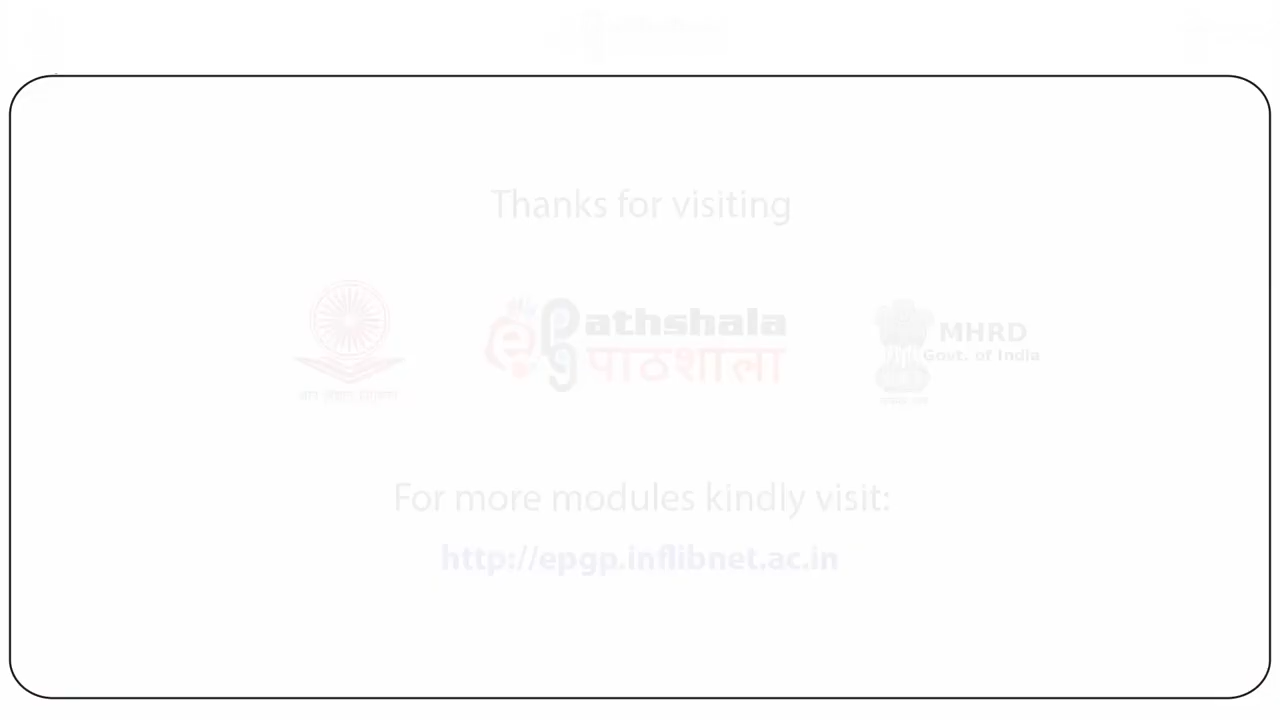 Thanks for visiting
epg Pathshala
पाठशाला
MHRD
Govt. of India
For more modules kindly visit:
http://epgp.inflibnet.ac.in